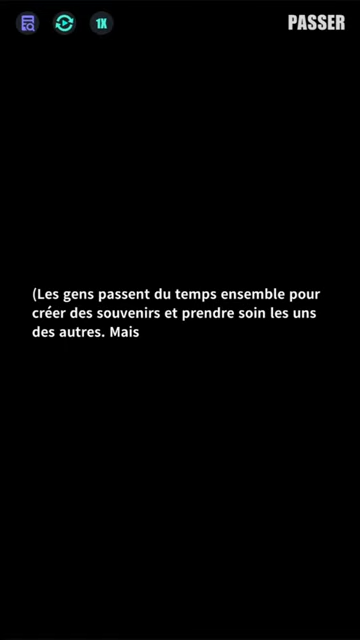 1X
PASSER
(Les gens passent du temps ensemble pour
créer des souvenirs et prendre soin les uns
des autres. Mais